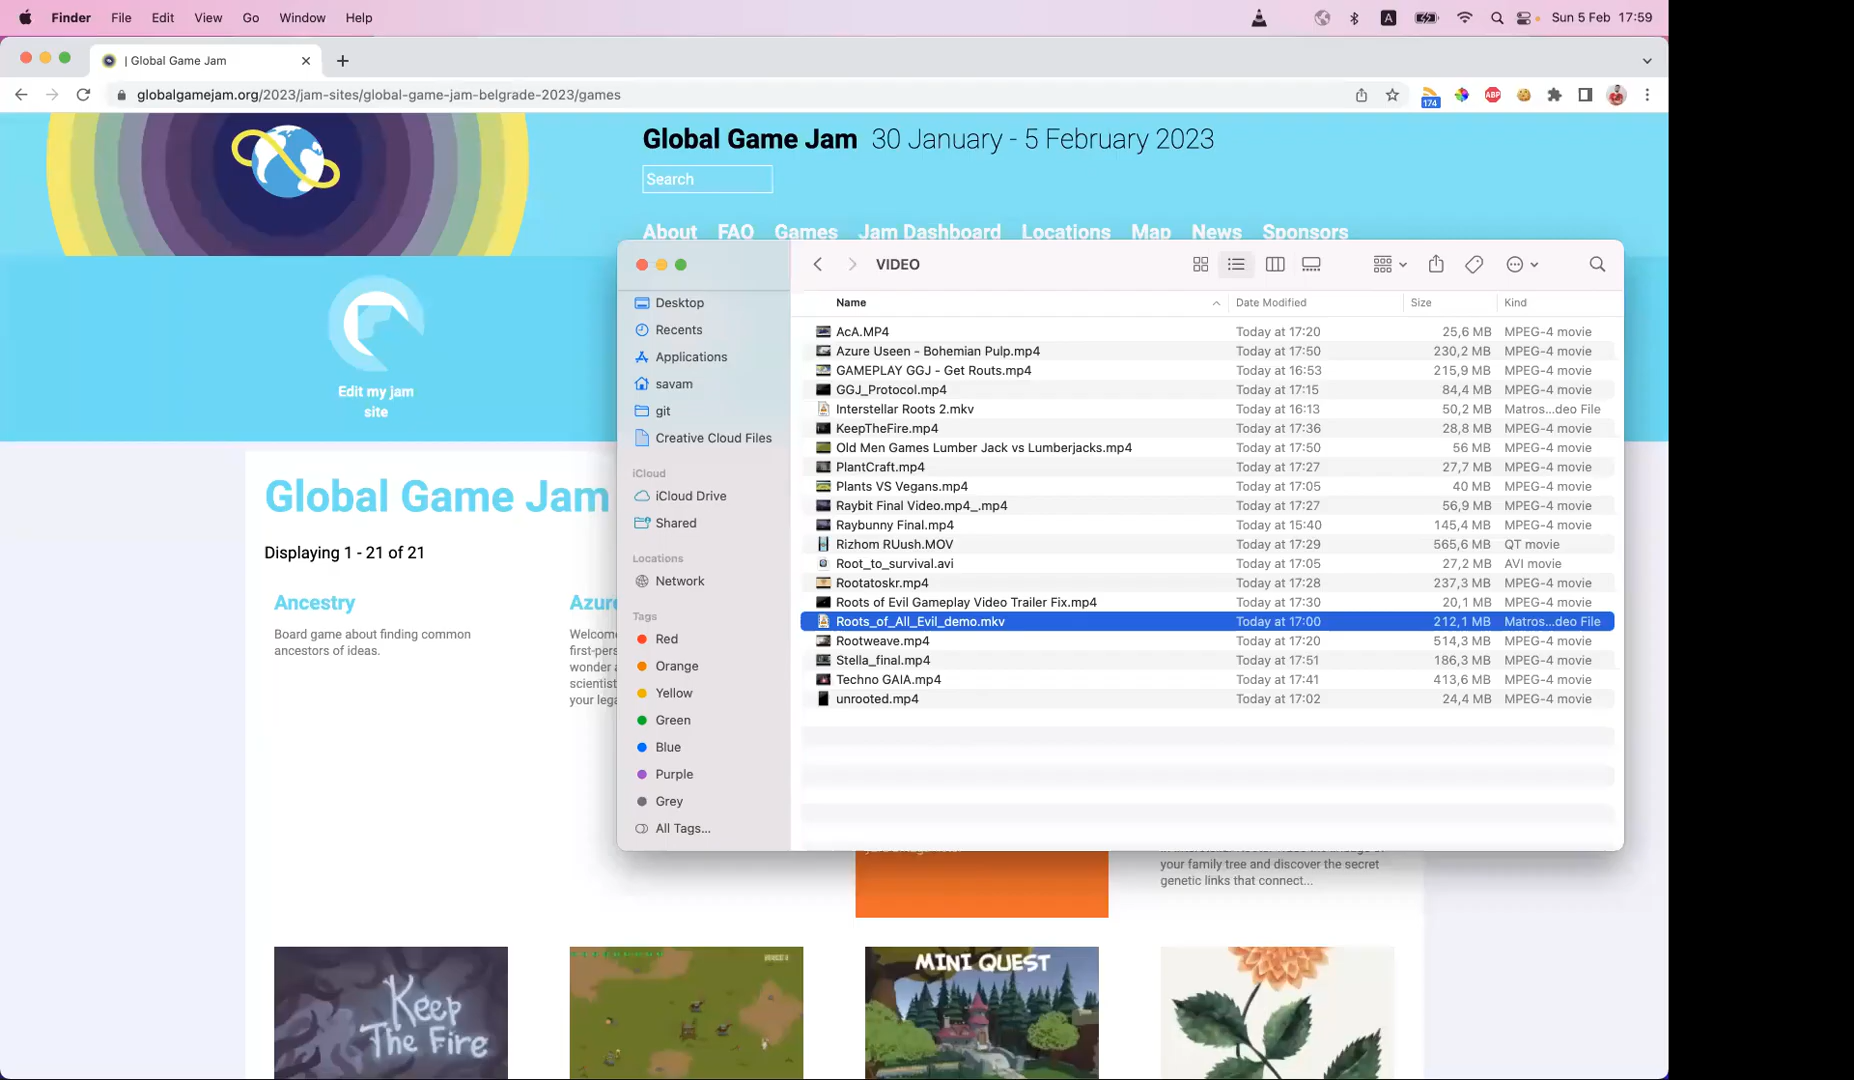 Finder File Edit View Go Window Help
A
Sun 5 Feb 17:59
| Global Game Jam
globalgamejam.org/2023/jam-sites/global-game-jam-belgrade-2023/games
174
ABP
Global Game Jam 30 January - 5 February 2023
Search
About FAQ Games Jam Dashboard Locations Map News Sponsors
Edit my jam
site
Global Game Jam
Displaying 1 - 21 of 21
Ancestry
Board game about finding common
ancestors of ideas.
Azure
Welcome
first-pers
wonder a
scientist
your lega
VIDEO
Desktop
Recents
Applications
savam
git
Creative Cloud Files
iCloud
iCloud Drive
Shared
Locations
Network
Tags
Red
Orange
Yellow
Green
Blue
Purple
Grey
All Tags...
Name Date Modified Size Kind
AcA.MP4 Today at 17:20 25,6 MB MPEG-4 movie
Azure Useen - Bohemian Pulp.mp4 Today at 17:50 230,2 MB MPEG-4 movie
GAMEPLAY GGJ - Get Routs.mp4 Today at 16:53 215,9 MB MPEG-4 movie
GGJ_Protocol.mp4 Today at 17:15 84,4 MB MPEG-4 movie
Interstellar Roots 2.mkv Today at 16:13 50,2 MB Matros...deo File
KeepTheFire.mp4 Today at 17:36 28,8 MB MPEG-4 movie
Old Men Games Lumber Jack vs Lumberjacks.mp4 Today at 17:50 56 MB MPEG-4 movie
PlantCraft.mp4 Today at 17:27 27,7 MB MPEG-4 movie
Plants VS Vegans.mp4 Today at 17:05 40 MB MPEG-4 movie
Raybit Final Video.mp4_.mp4 Today at 17:27 56,9 MB MPEG-4 movie
Raybunny Final.mp4 Today at 15:40 145,4 MB MPEG-4 movie
Rizhom RUush.MOV Today at 17:29 565,6 MB QT movie
Root_to_survival.avi Today at 17:05 27,2 MB AVI movie
Rootatoskr.mp4 Today at 17:28 237,3 MB MPEG-4 movie
Roots of Evil Gameplay Video Trailer Fix.mp4 Today at 17:30 20,1 MB MPEG-4 movie
Roots_of_All_Evil_demo.mkv Today at 17:00 212,1 MB Matros...deo File
Rootweave.mp4 Today at 17:20 514,3 MB MPEG-4 movie
Stella_final.mp4 Today at 17:51 186,3 MB MPEG-4 movie
Techno GAIA.mp4 Today at 17:41 413,6 MB MPEG-4 movie
unrooted.mp4 Today at 17:02 24,4 MB MPEG-4 movie
your family tree and discover the secret
genetic links that connect...
Keep
The Fire
MINI QUEST